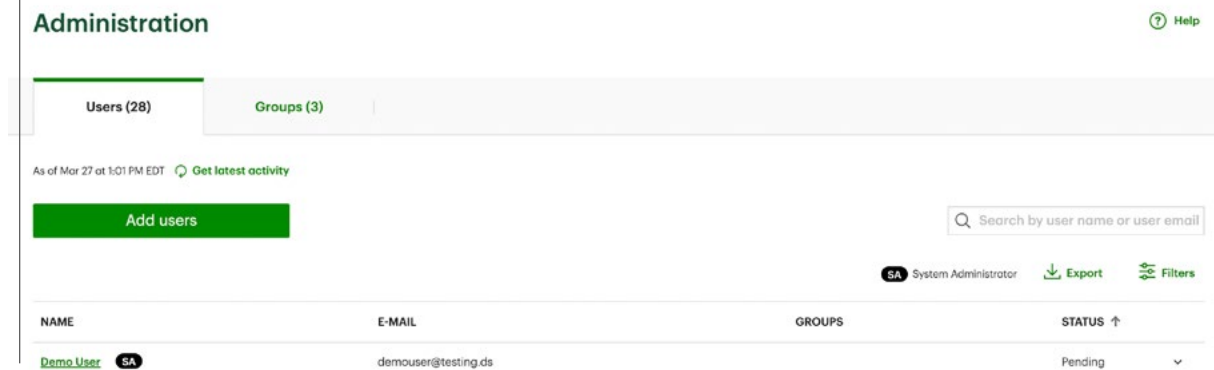 Administration
? Help
Users (28) Groups (3)
As of Mar 27 at 1:01 PM EDT Get latest activity
Add users
Search by user name or user email
SA System Administrator Export Filters
NAME E-MAIL GROUPS STATUS ↑
Demo User SA demouser@testing.ds Pending